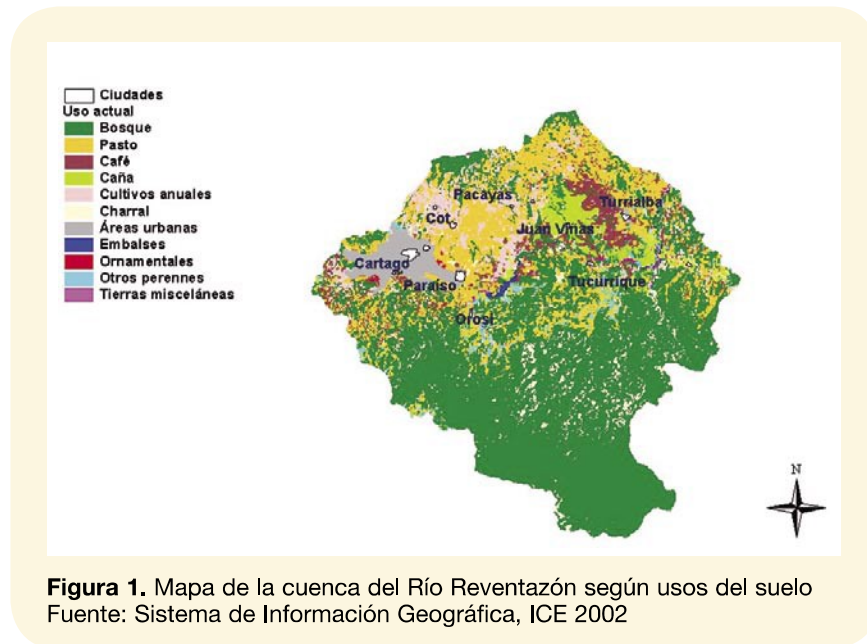 Ciudades
Uso actual
Bosque
Pasto
Café
Caña
Cultivos anuales
Charral
Áreas urbanas
Embalses
Ornamentales
Otros perennes
Tierras misceláneas
Pacayas
Cot
Turrialba
Juan Viñas
Cartago
Paraíso
Tucurrique
Orosi
N
Figura 1. Mapa de la cuenca del Río Reventazón según usos del suelo
Fuente: Sistema de Información Geográfica, ICE 2002